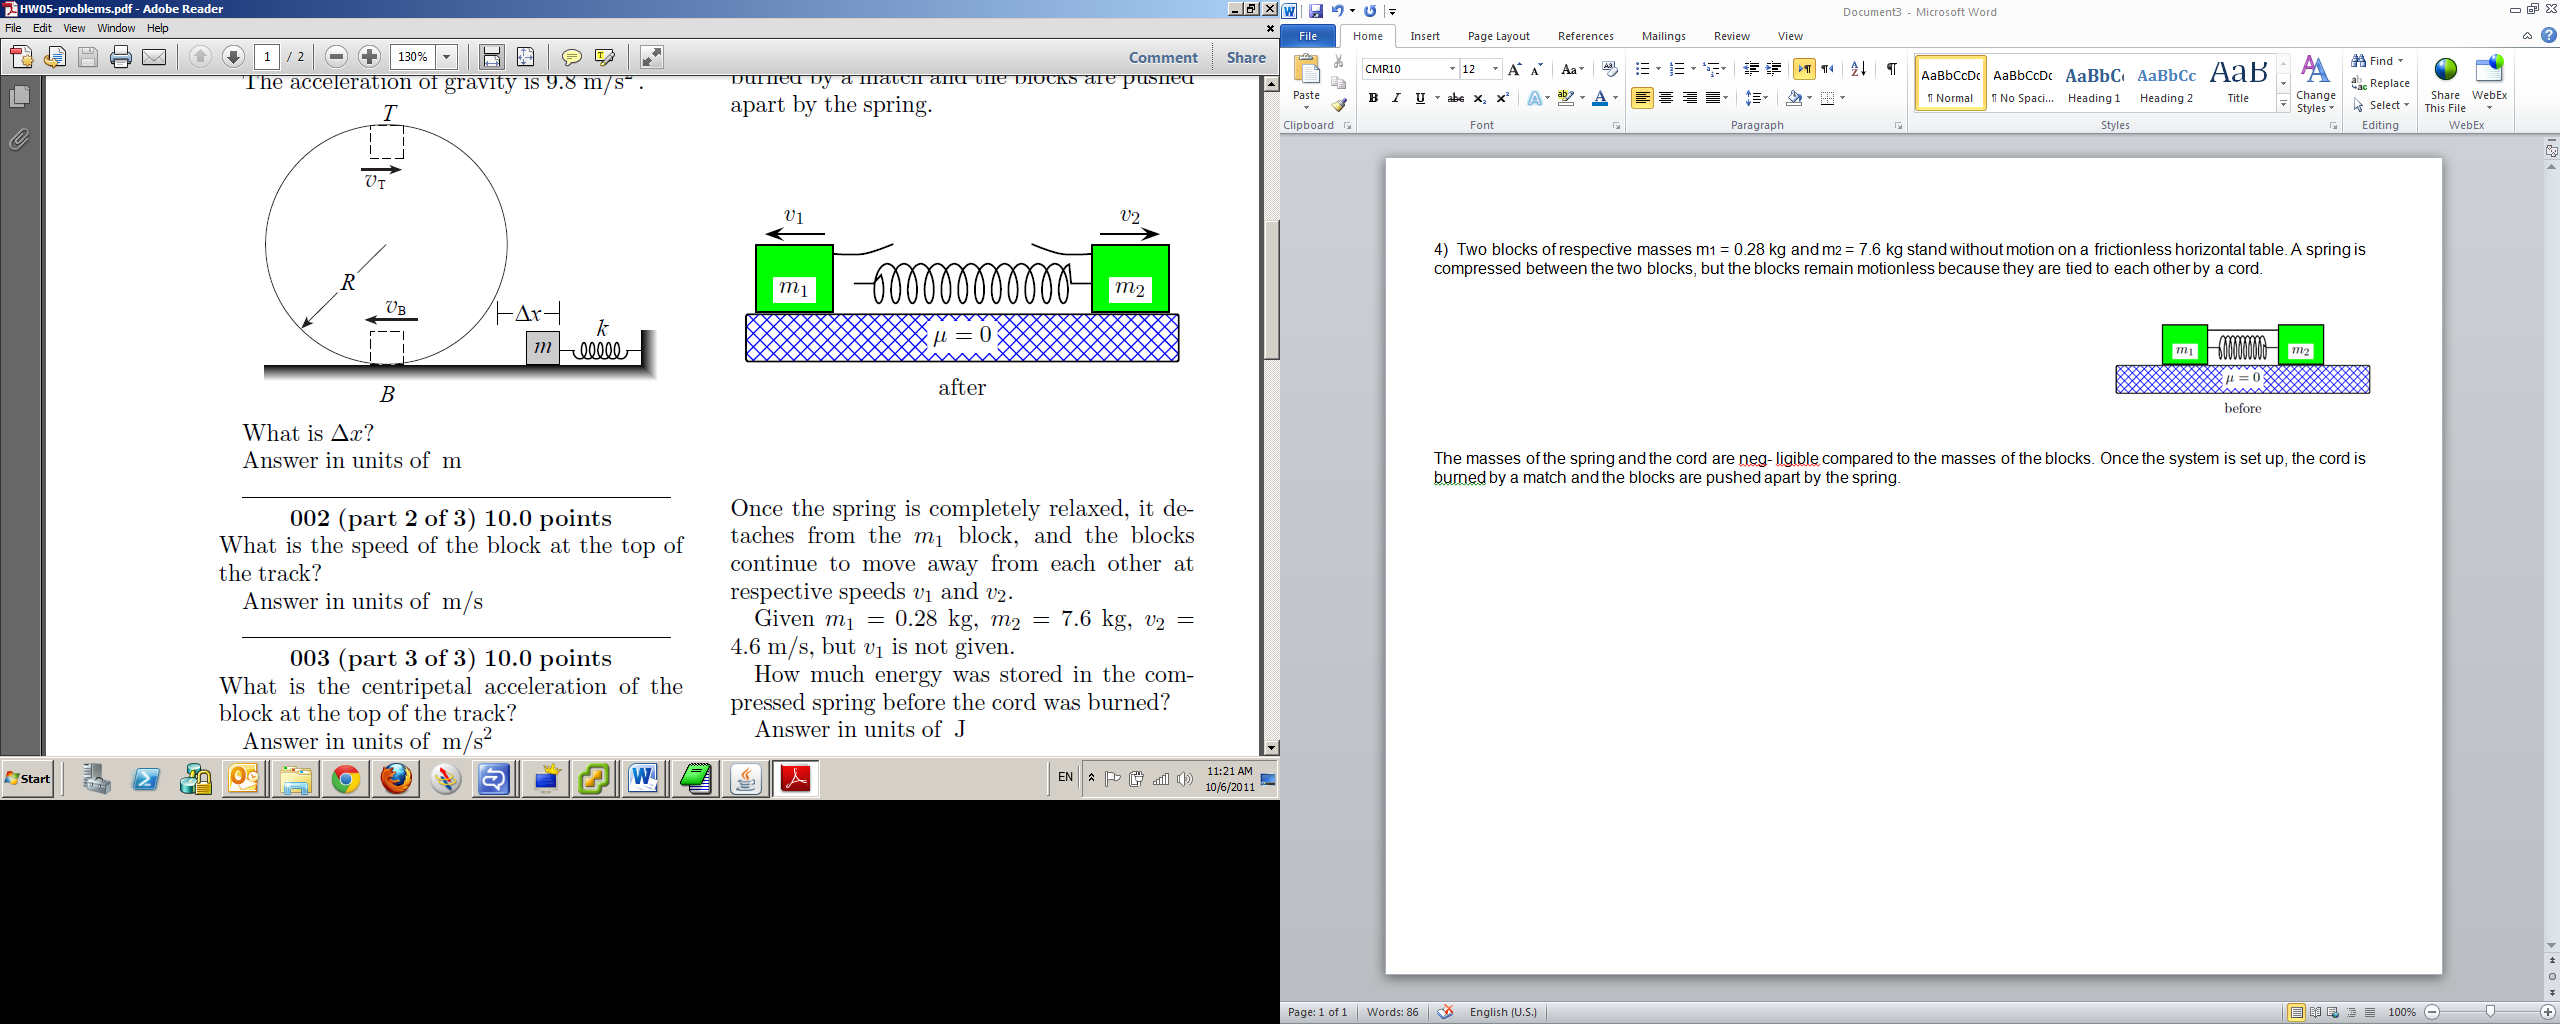 HW05-problems.pdf - Adobe Reader
File Edit View Window Help
1 / 2 130% Comment Share
The acceleration of gravity is 9.8 m/s² .
T
v_T
R
v_B
Δx
k
m
B
What is Δx?
Answer in units of m
002 (part 2 of 3) 10.0 points
What is the speed of the block at the top of
the track?
Answer in units of m/s
003 (part 3 of 3) 10.0 points
What is the centripetal acceleration of the
block at the top of the track?
Answer in units of m/s²
burned by a match and the blocks are pushed
apart by the spring.
v₁ v₂
m₁ m₂
μ = 0
after
Once the spring is completely relaxed, it de-
taches from the m₁ block, and the blocks
continue to move away from each other at
respective speeds v₁ and v₂.
Given m₁ = 0.28 kg, m₂ = 7.6 kg, v₂ =
4.6 m/s, but v₁ is not given.
How much energy was stored in the com-
pressed spring before the cord was burned?
Answer in units of J
Start
EN
11:21 AM
10/6/2011
Document3 - Microsoft Word
File Home Insert Page Layout References Mailings Review View
Paste
Clipboard
CMR10 12
B I U abc x₂ x² A A
Font
Paragraph
AaBbCcDc AaBbCcDc AaBbCc AaBbCc AaB
¶ Normal ¶ No Spaci... Heading 1 Heading 2 Title
Styles
Change
Styles
Find
Replace
Select
Editing
Share
This File
WebEx
WebEx
4) Two blocks of respective masses m1 = 0.28 kg and m2 = 7.6 kg stand without motion on a frictionless horizontal table. A spring is
compressed between the two blocks, but the blocks remain motionless because they are tied to each other by a cord.
m₁ m₂
μ = 0
before
The masses of the spring and the cord are neg- ligible compared to the masses of the blocks. Once the system is set up, the cord is
burned by a match and the blocks are pushed apart by the spring.
Page: 1 of 1 Words: 86 English (U.S.) 100%